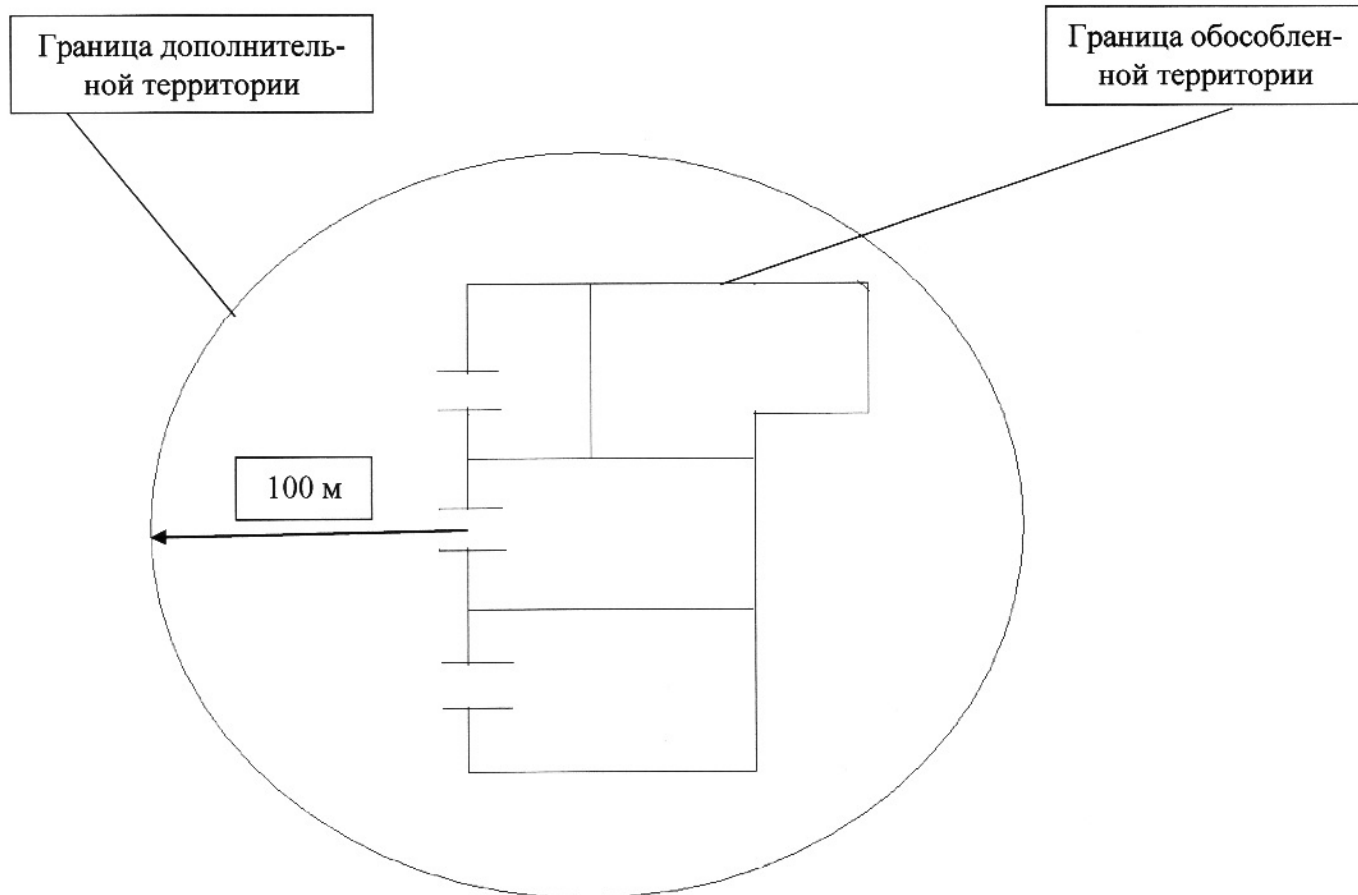 Граница дополнитель-
ной территории
Граница обособлен-
ной территории
100 м